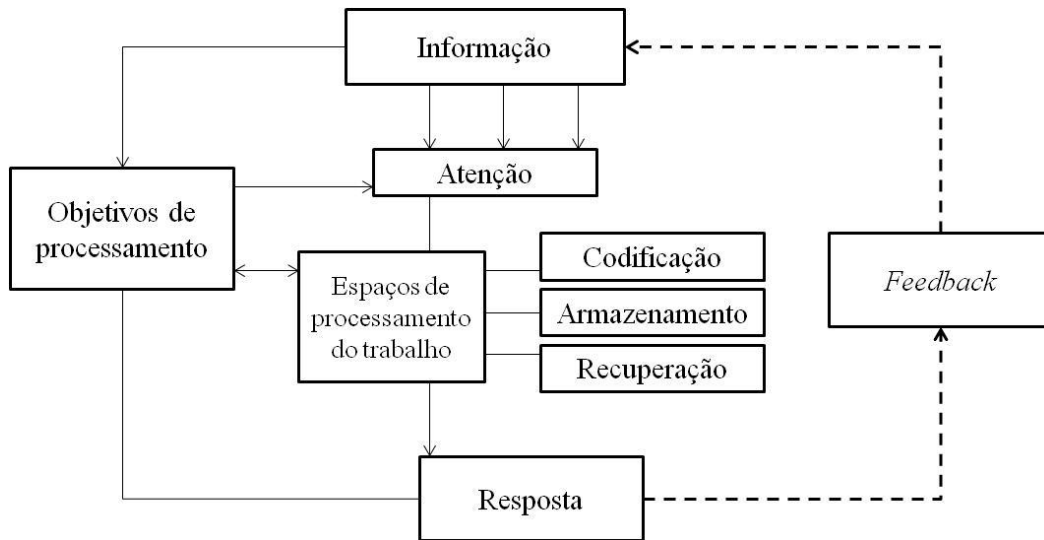 Informação
Atenção
Objetivos de
processamento
Espaços de
processamento
do trabalho
Codificação
Armazenamento
Recuperação
Feedback
Resposta